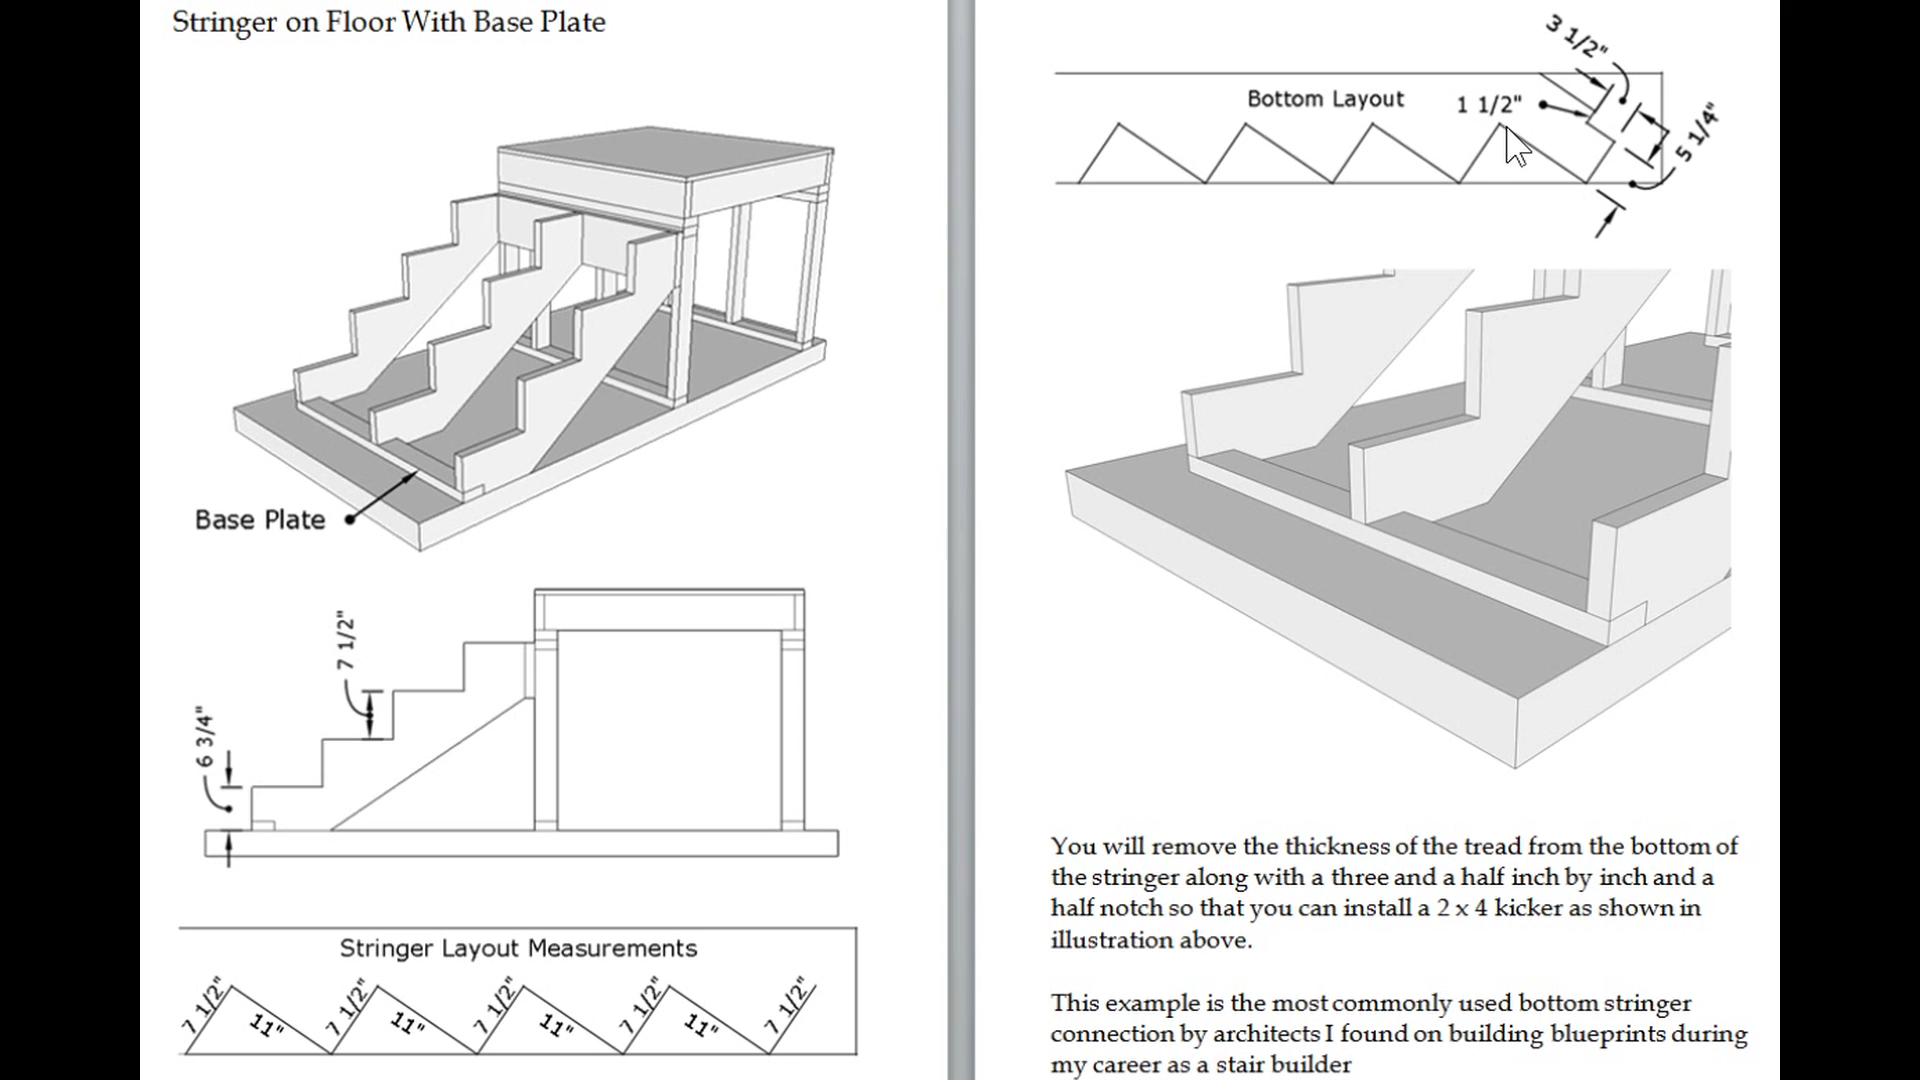 Stringer on Floor With Base Plate
Base Plate
7 1/2"
6 3/4"
Stringer Layout Measurements
7 1/2"
11"
7 1/2"
11"
7 1/2"
11"
7 1/2"
11"
7 1/2"
3 1/2"
Bottom Layout
1 1/2"
5 1/4"
You will remove the thickness of the tread from the bottom of
the stringer along with a three and a half inch by inch and a
half notch so that you can install a 2 x 4 kicker as shown in
illustration above.
This example is the most commonly used bottom stringer
connection by architects I found on building blueprints during
my career as a stair builder